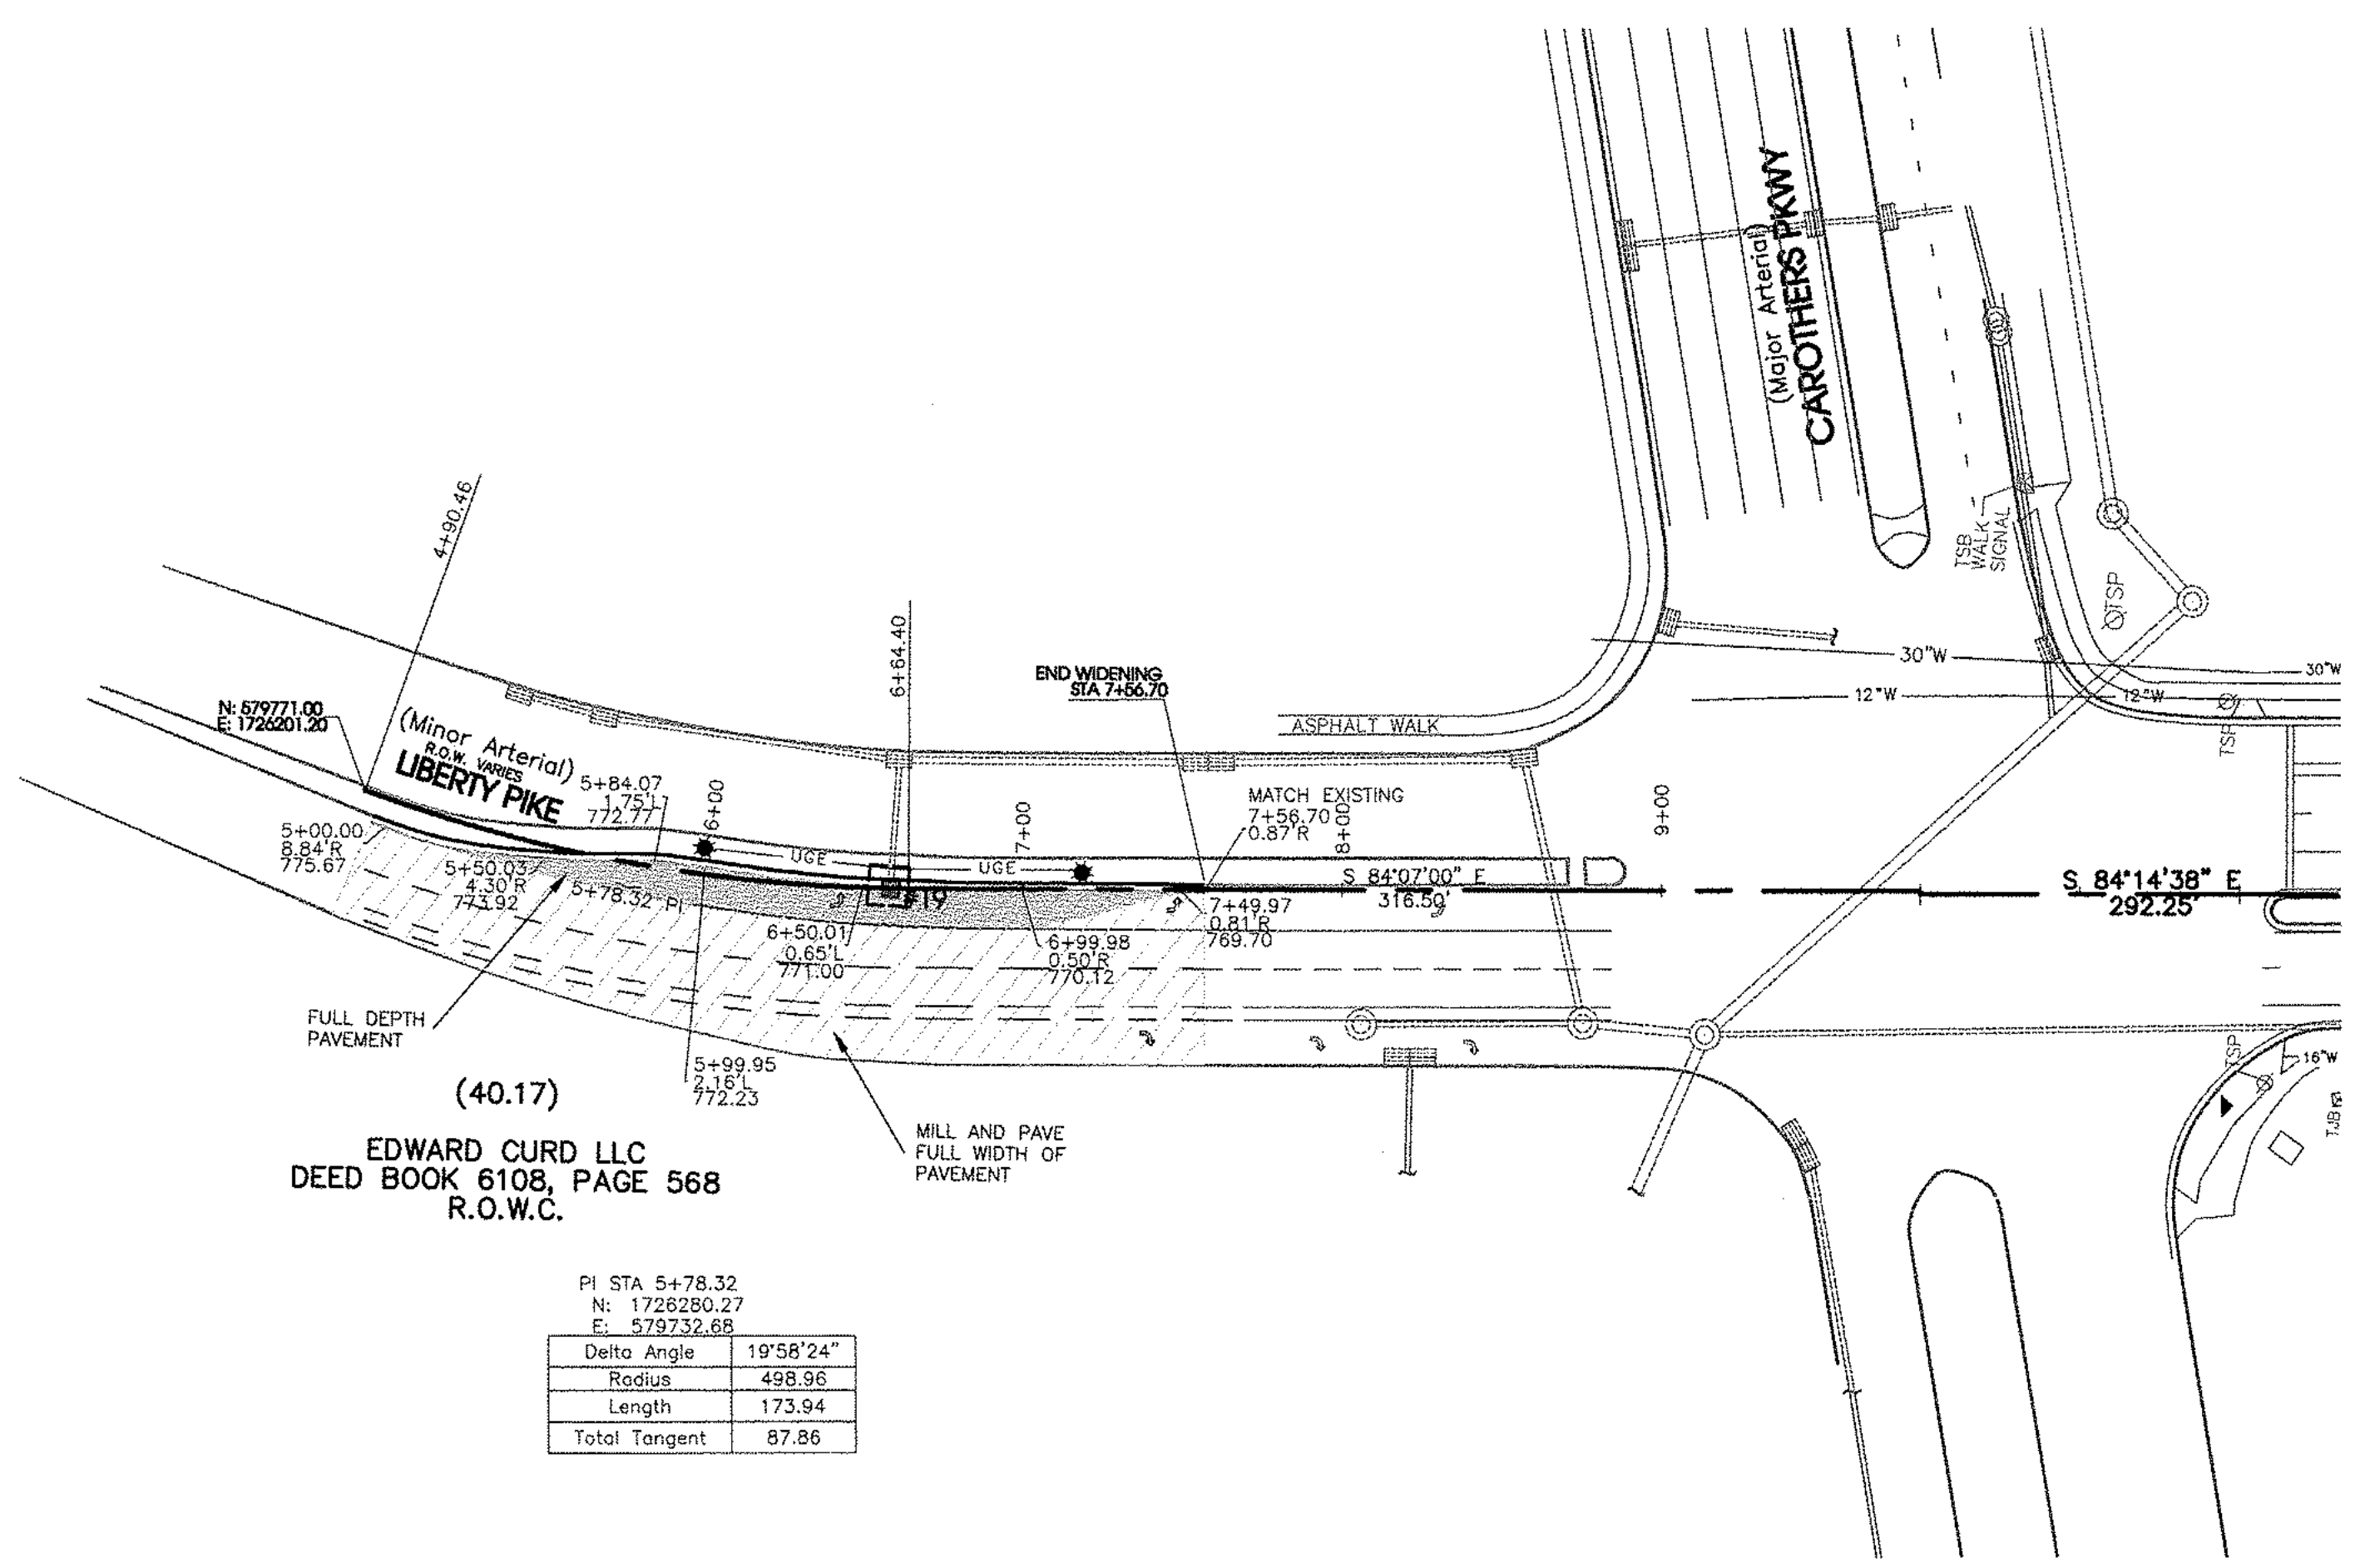 (Major Arterial)
CAROTHERS PKWY
4+90.46
TSB
WALK
SIGNAL
TSP
6+64.40
30"W
30"W
12"W
12"W
TSP
END WIDENING
STA 7+56.70
N: 579771.00
E: 1726201.20
(Minor Arterial)
R.O.W. VARIES
LIBERTY PIKE
ASPHALT WALK
5+84.07
1.75'L
772.77
6+00
7+00
MATCH EXISTING
7+56.70
0.87'R
8+00
9+00
5+00.00
8.84'R
775.67
UGE
UGE
5+50.03
4.30'R
773.92
5+78.32 PI
#19
S 84°07'00" E
316.50'
S 84°14'38" E
292.25'
7+49.97
0.81'R
769.70
6+50.01
0.65'L
771.00
6+99.98
0.50'R
770.12
FULL DEPTH
PAVEMENT
5+99.95
2.16'L
772.23
TSP
16"W
TJB
(40.17)
MILL AND PAVE
FULL WIDTH OF
PAVEMENT
EDWARD CURD LLC
DEED BOOK 6108, PAGE 568
R.O.W.C.
PI STA 5+78.32
N: 1726280.27
E: 579732.68
Delta Angle 19°58'24"
Radius 498.96
Length 173.94
Total Tangent 87.86